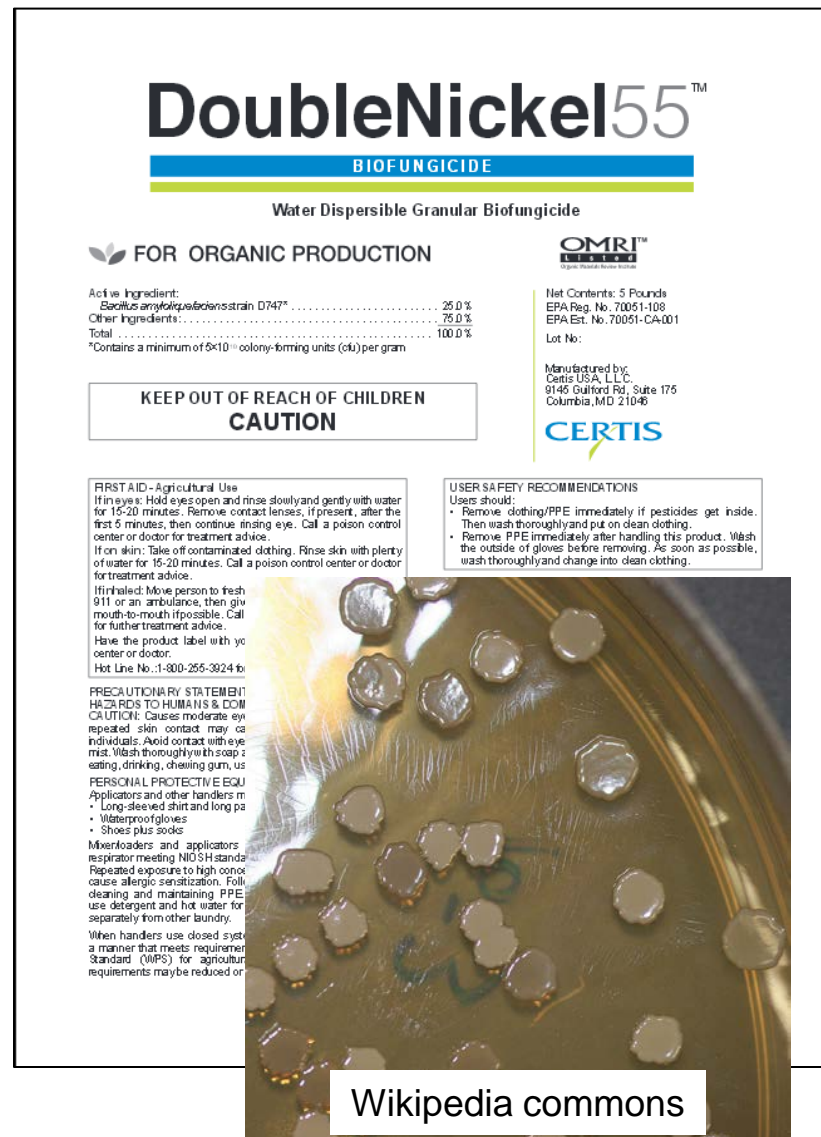 DoubleNickel55™
BIOFUNGICIDE
Water Dispersible Granular Biofungicide
FOR ORGANIC PRODUCTION
OMRI™
Listed
Organic Materials Review Institute
Active Ingredient:
Bacillus amyloliquefaciens strain D747* . . . . . . . . . . . . . . . . . . . . . . . . 25.0%
Other Ingredients: . . . . . . . . . . . . . . . . . . . . . . . . . . . . . . . . . . . . . . . . . 75.0%
Total . . . . . . . . . . . . . . . . . . . . . . . . . . . . . . . . . . . . . . . . . . . . . . . . . . . 100.0%
*Contains a minimum of 5×10¹⁰ colony-forming units (cfu) per gram
Net Contents: 5 Pounds
EPA Reg. No. 70051-108
EPA Est. No. 70051-CA-001
Lot No:
Manufactured by:
Certis USA, L.L.C.
9145 Guilford Rd, Suite 175
Columbia, MD 21046
CERTIS
KEEP OUT OF REACH OF CHILDREN
CAUTION
FIRST AID - Agricultural Use
If in eyes: Hold eyes open and rinse slowly and gently with water
for 15-20 minutes. Remove contact lenses, if present, after the
first 5 minutes, then continue rinsing eye. Call a poison control
center or doctor for treatment advice.
If on skin: Take off contaminated clothing. Rinse skin with plenty
of water for 15-20 minutes. Call a poison control center or doctor
for treatment advice.
If inhaled: Move person to fresh
911 or an ambulance, then giv
mouth-to-mouth if possible. Call
for further treatment advice.
Have the product label with yo
center or doctor.
Hot Line No.:1-800-255-3924 fo
USER SAFETY RECOMMENDATIONS
Users should:
• Remove clothing/PPE immediately if pesticides get inside.
Then wash thoroughly and put on clean clothing.
• Remove PPE immediately after handling this product. Wash
the outside of gloves before removing. As soon as possible,
wash thoroughly and change into clean clothing.
PRECAUTIONARY STATEMENT
HAZARDS TO HUMANS & DOM
CAUTION: Causes moderate eye
repeated skin contact may ca
individuals. Avoid contact with eye
mist. Wash thoroughly with soap a
eating, drinking, chewing gum, us
PERSONAL PROTECTIVE EQU
Applicators and other handlers m
• Long-sleeved shirt and long pa
• Waterproof gloves
• Shoes plus socks
Mixer/loaders and applicators
respirator meeting NIOSH standa
Repeated exposure to high conce
cause allergic sensitization. Foll
cleaning and maintaining PPE.
use detergent and hot water for
separately from other laundry.
When handlers use closed syste
a manner that meets requiremen
Standard (WPS) for agricultur
requirements may be reduced or
Wikipedia commons